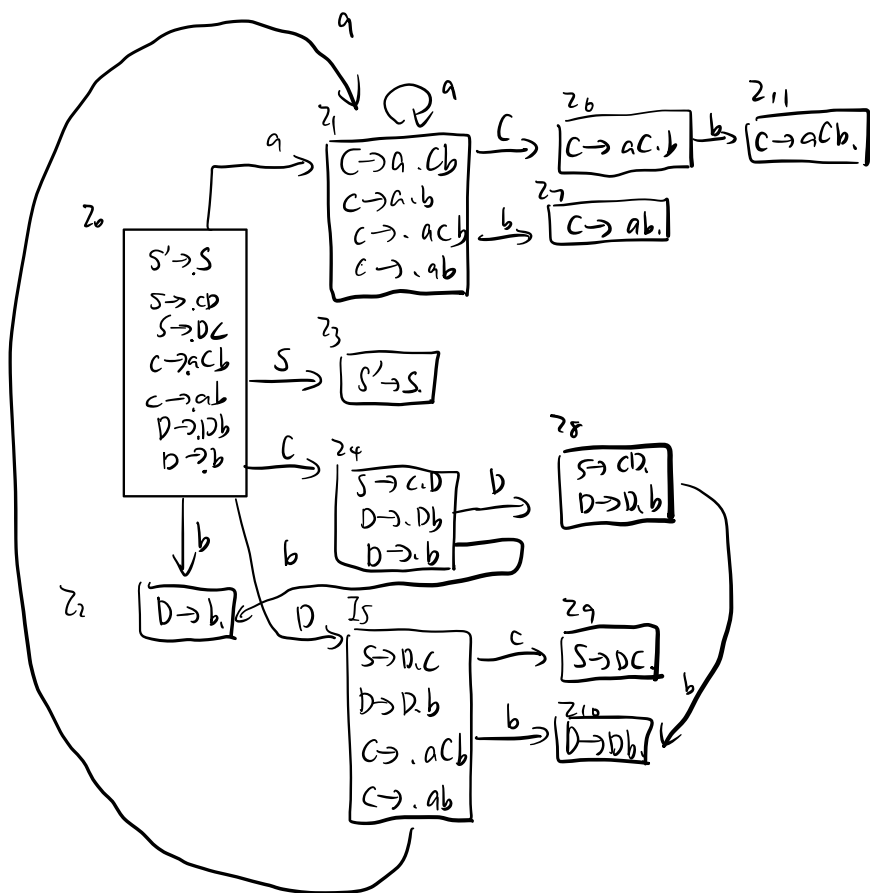 a
a
Z1
C→a.Cb
C→a.b
C→.aCb
C→.ab
C
Z6
C→aC.b
b
Z11
C→aCb.
b
Z7
C→ab.
a
Z0
S'→.S
S→.CD
S→.DC
C→.aCb
C→.ab
D→.Db
D→.b
S
Z3
S'→S.
C
Z4
S→C.D
D→.Db
D→.b
D
Z8
S→CD.
D→D.b
b
b
Z2
D→b.
D
I5
S→D.C
D→D.b
C→.aCb
C→.ab
C
Z9
S→DC.
b
Z10
D→Db.
b